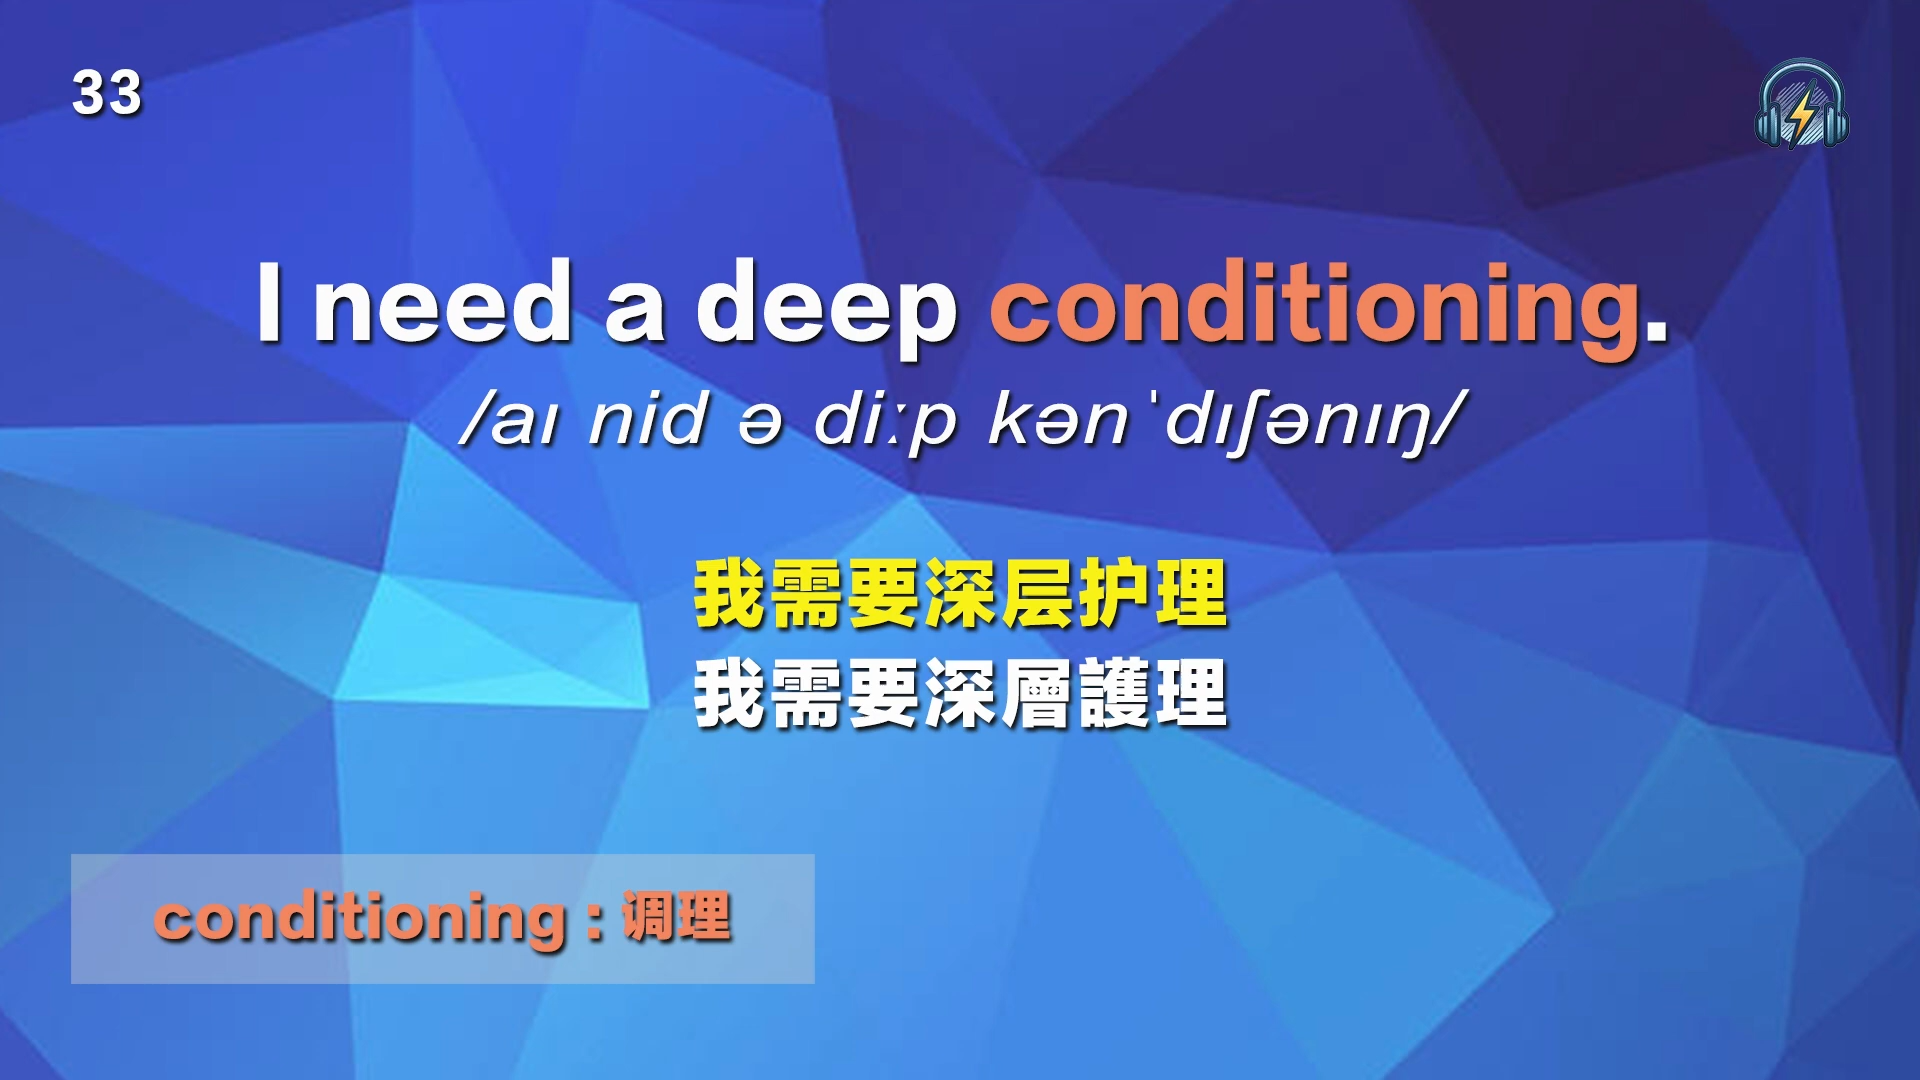 33
I need a deep conditioning.
/aɪ nid ə diːp kənˈdɪʃənɪŋ/
我需要深层护理
我需要深層護理
conditioning : 调理